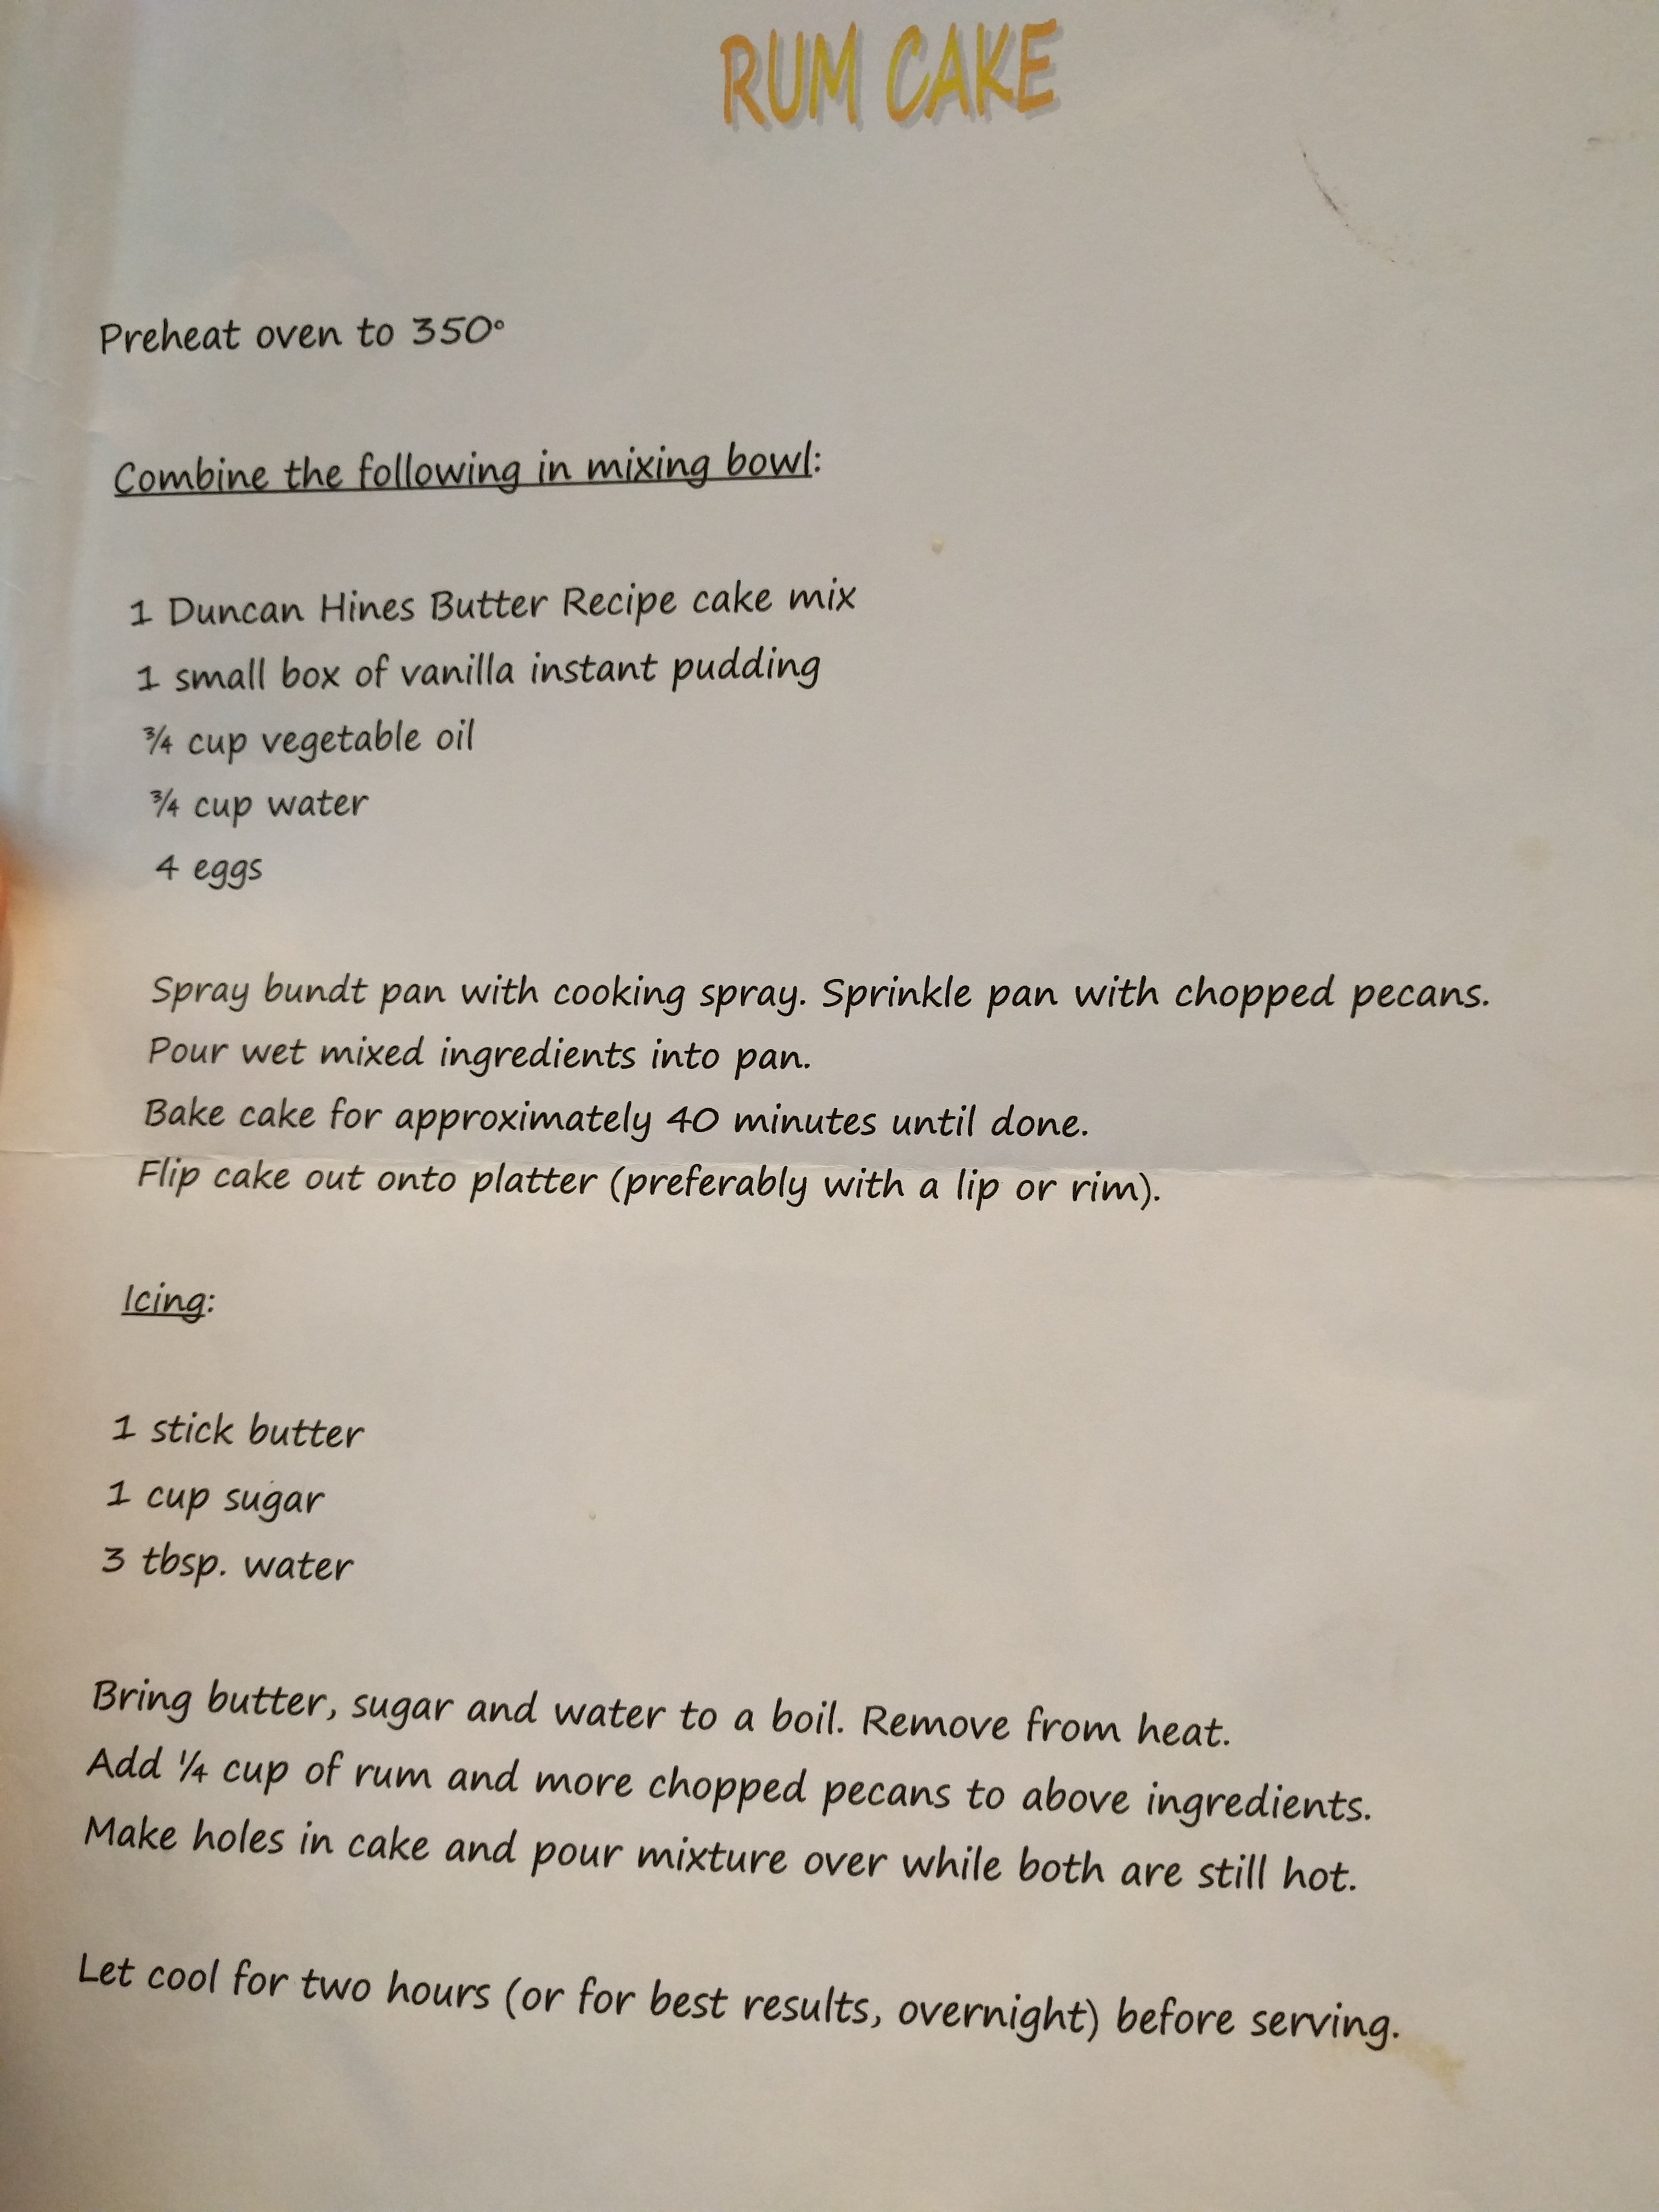 RUM CAKE
Preheat oven to 350°
Combine the following in mixing bowl:
1 Duncan Hines Butter Recipe cake mix
1 small box of vanilla instant pudding
¾ cup vegetable oil
¾ cup water
4 eggs
Spray bundt pan with cooking spray. Sprinkle pan with chopped pecans.
Pour wet mixed ingredients into pan.
Bake cake for approximately 40 minutes until done.
Flip cake out onto platter (preferably with a lip or rim).
Icing:
1 stick butter
1 cup sugar
3 tbsp. water
Bring butter, sugar and water to a boil. Remove from heat.
Add ¼ cup of rum and more chopped pecans to above ingredients.
Make holes in cake and pour mixture over while both are still hot.
Let cool for two hours (or for best results, overnight) before serving.